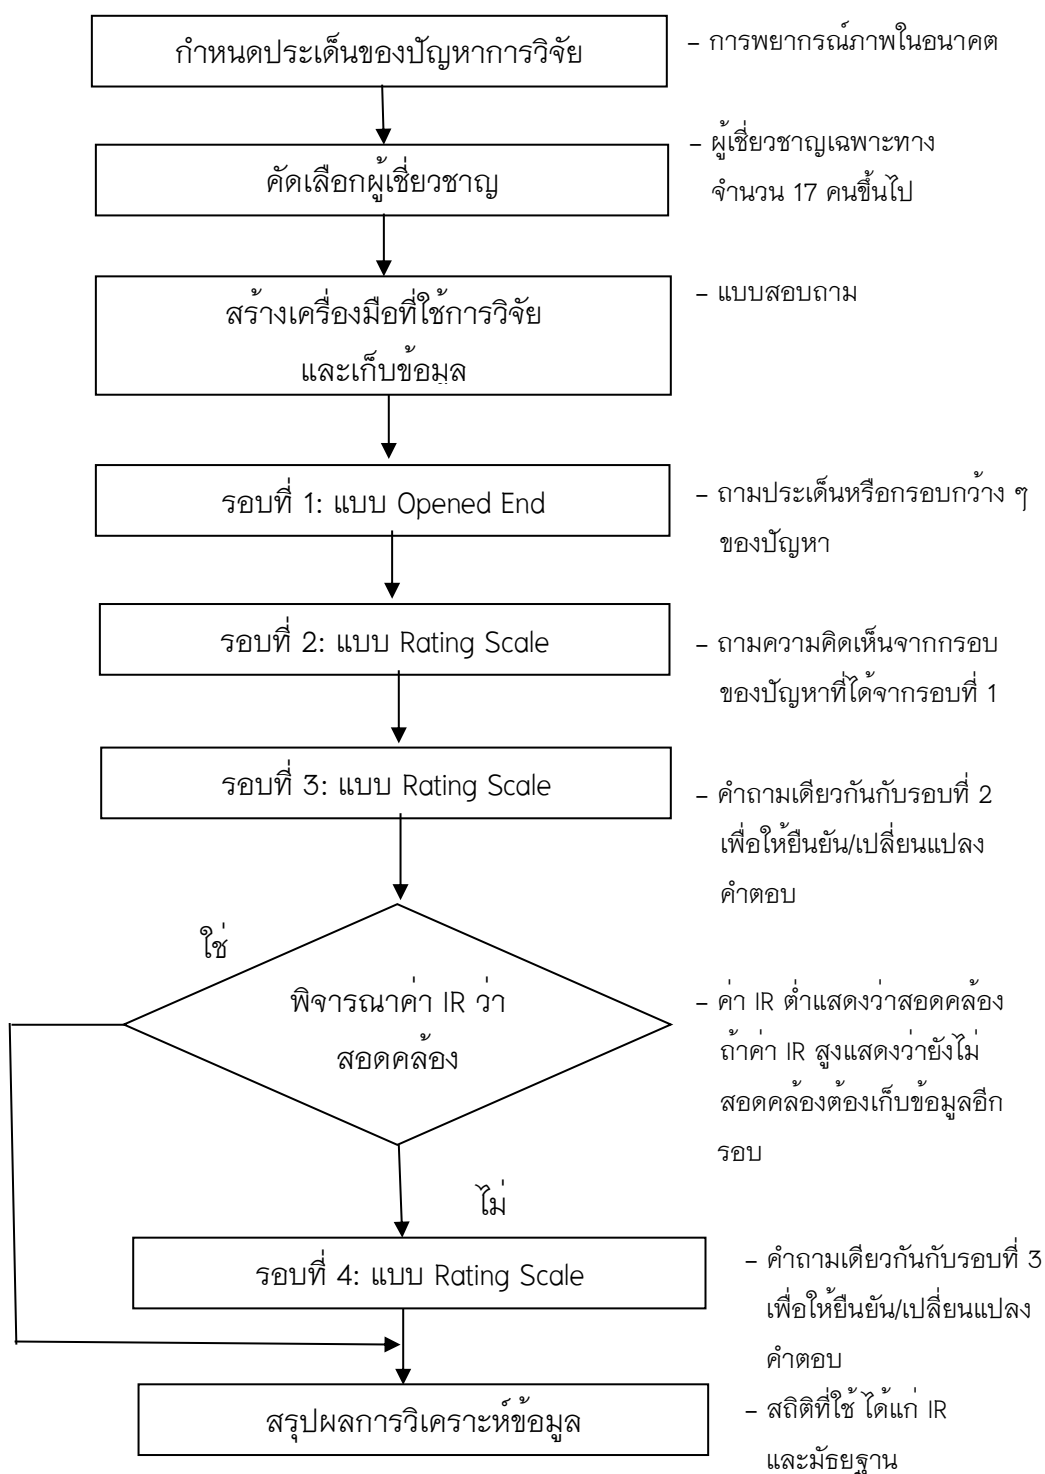 กำหนดประเด็นของปัญหาการวิจัย
– การพยากรณ์ภาพในอนาคต
คัดเลือกผู้เชี่ยวชาญ
– ผู้เชี่ยวชาญเฉพาะทาง
จำนวน 17 คนขึ้นไป
สร้างเครื่องมือที่ใช้การวิจัย
และเก็บข้อมูล
– แบบสอบถาม
รอบที่ 1: แบบ Opened End
– ถามประเด็นหรือกรอบกว้าง ๆ
ของปัญหา
รอบที่ 2: แบบ Rating Scale
– ถามความคิดเห็นจากกรอบ
ของปัญหาที่ได้จากรอบที่ 1
รอบที่ 3: แบบ Rating Scale
– คำถามเดียวกันกับรอบที่ 2
เพื่อให้ยืนยัน/เปลี่ยนแปลง
คำตอบ
ใช่
พิจารณาค่า IR ว่า
สอดคล้อง
– ค่า IR ต่ำแสดงว่าสอดคล้อง
ถ้าค่า IR สูงแสดงว่ายังไม่
สอดคล้องต้องเก็บข้อมูลอีก
รอบ
ไม่
รอบที่ 4: แบบ Rating Scale
– คำถามเดียวกันกับรอบที่ 3
เพื่อให้ยืนยัน/เปลี่ยนแปลง
คำตอบ
สรุปผลการวิเคราะห์ข้อมูล
– สถิติที่ใช้ ได้แก่ IR
และมัธยฐาน